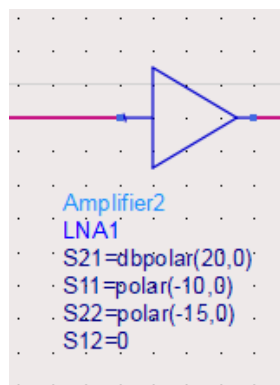 Amplifier2
LNA1
S21=dbpolar(20,0)
S11=polar(-10,0)
S22=polar(-15,0)
S12=0